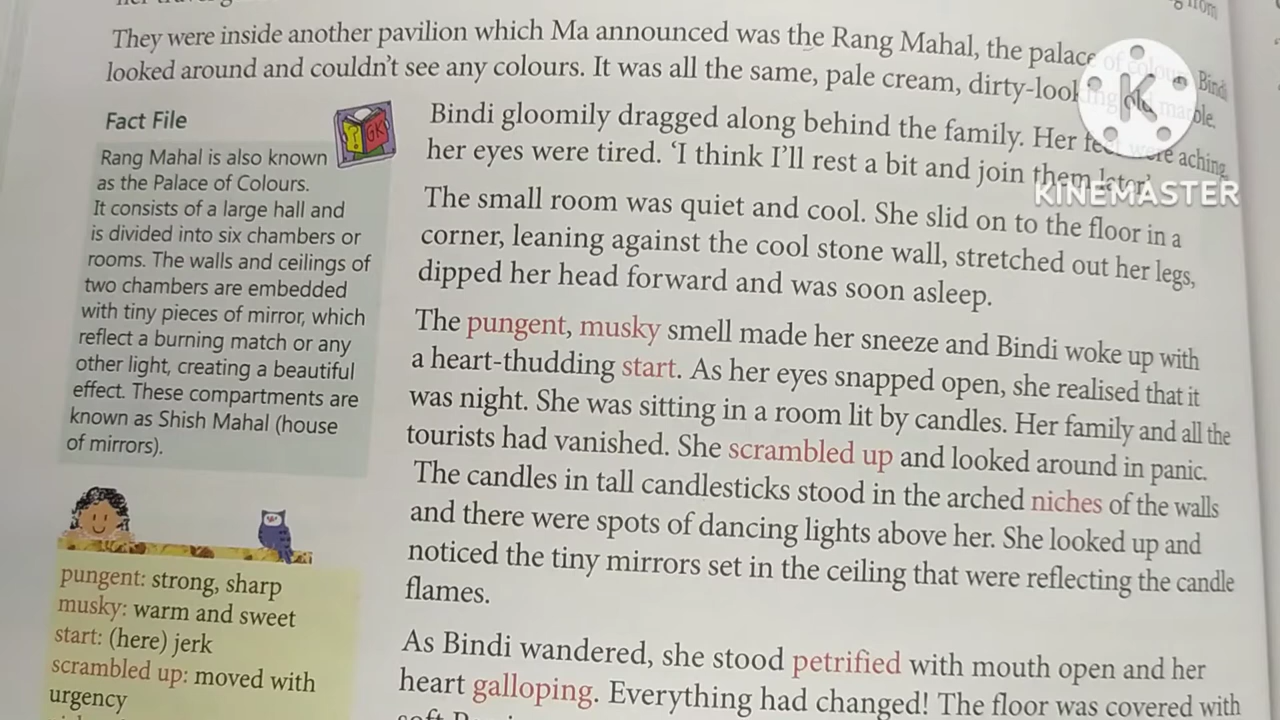 They were inside another pavilion which Ma announced was the Rang Mahal, the palace of colours. Bindi
looked around and couldn't see any colours. It was all the same, pale cream, dirty-looking old marble.
Fact File
GK
Rang Mahal is also known
as the Palace of Colours.
It consists of a large hall and
is divided into six chambers or
rooms. The walls and ceilings of
two chambers are embedded
with tiny pieces of mirror, which
reflect a burning match or any
other light, creating a beautiful
effect. These compartments are
known as Shish Mahal (house
of mirrors).
pungent: strong, sharp
musky: warm and sweet
start: (here) jerk
scrambled up: moved with
urgency
Bindi gloomily dragged along behind the family. Her feet were aching
her eyes were tired. 'I think I'll rest a bit and join them later'
The small room was quiet and cool. She slid on to the floor in a
corner, leaning against the cool stone wall, stretched out her legs,
dipped her head forward and was soon asleep.
The pungent, musky smell made her sneeze and Bindi woke up with
a heart-thudding start. As her eyes snapped open, she realised that it
was night. She was sitting in a room lit by candles. Her family and all the
tourists had vanished. She scrambled up and looked around in panic.
The candles in tall candlesticks stood in the arched niches of the walls
and there were spots of dancing lights above her. She looked up and
noticed the tiny mirrors set in the ceiling that were reflecting the candle
flames.
As Bindi wandered, she stood petrified with mouth open and her
heart galloping. Everything had changed! The floor was covered with
K
KINEMASTER